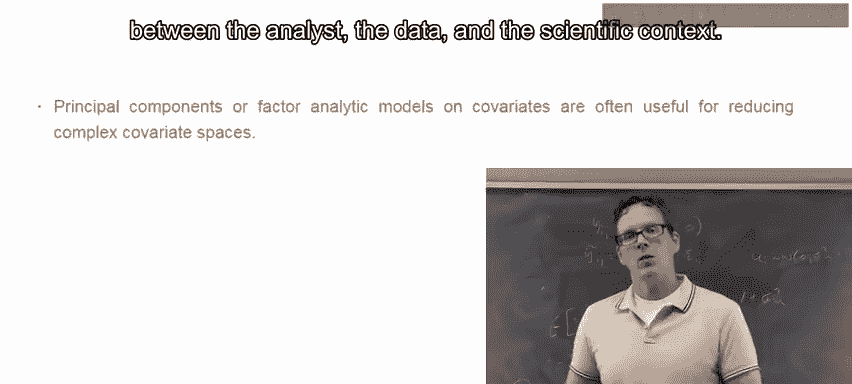 between the analyst, the data, and the scientific context.
· Principal components or factor analytic models on covariates are often useful for reducing
complex covariate spaces.